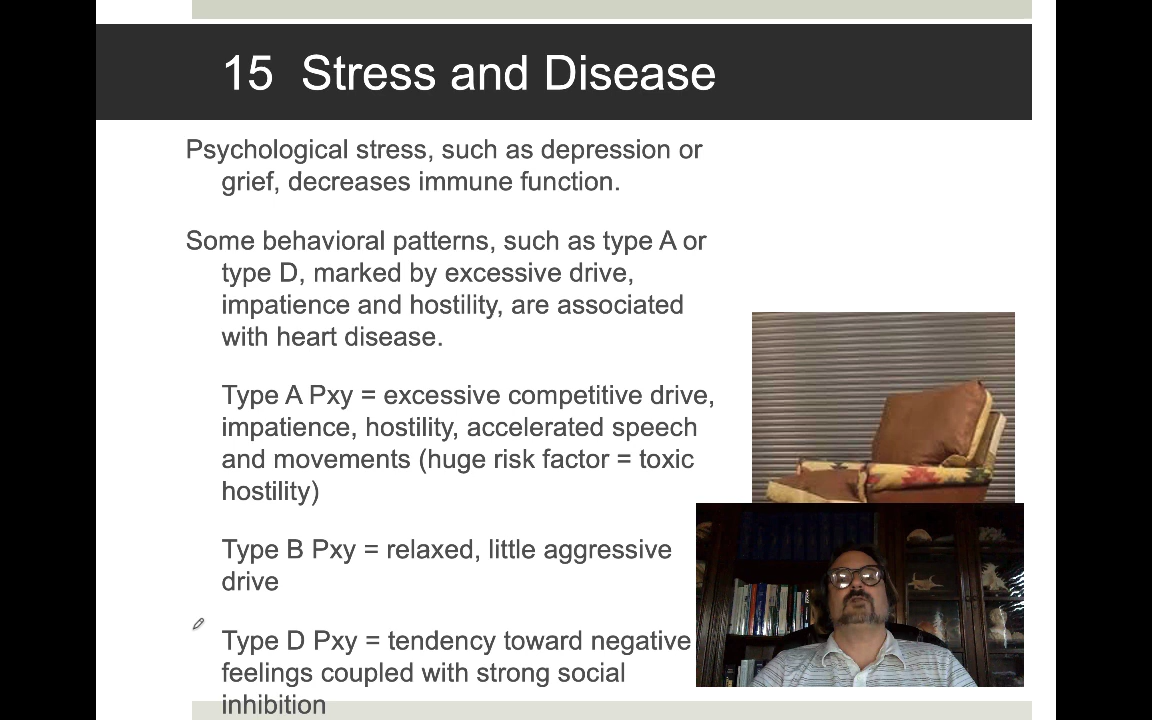 15 Stress and Disease
Psychological stress, such as depression or
grief, decreases immune function.
Some behavioral patterns, such as type A or
type D, marked by excessive drive,
impatience and hostility, are associated
with heart disease.
Type A Pxy = excessive competitive drive,
impatience, hostility, accelerated speech
and movements (huge risk factor = toxic
hostility)
Type B Pxy = relaxed, little aggressive
drive
Type D Pxy = tendency toward negative
feelings coupled with strong social
inhibition